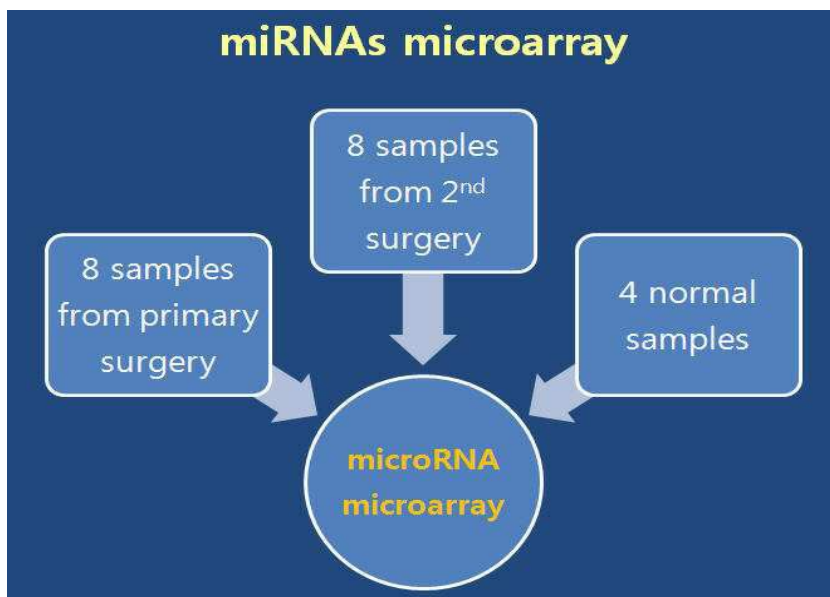 miRNAs microarray
8 samples
from 2nd
surgery
8 samples
from primary
surgery
4 normal
samples
microRNA
microarray